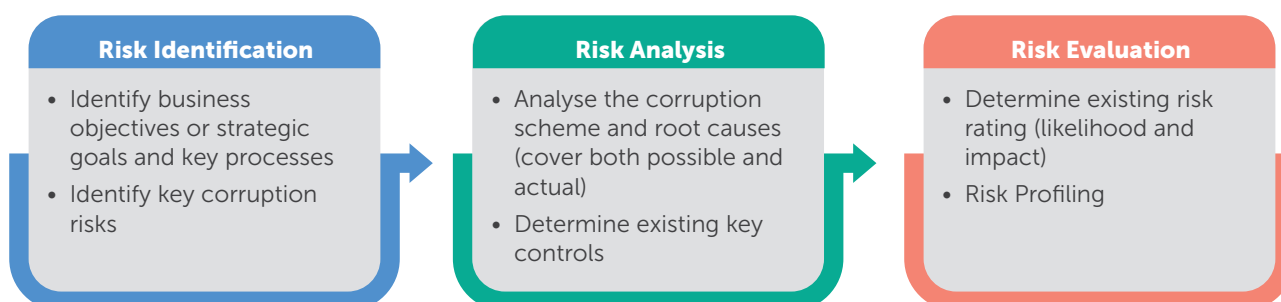 Risk Identification
• Identify business
objectives or strategic
goals and key processes
• Identify key corruption
risks
Risk Analysis
• Analyse the corruption
scheme and root causes
(cover both possible and
actual)
• Determine existing key
controls
Risk Evaluation
• Determine existing risk
rating (likelihood and
impact)
• Risk Profiling